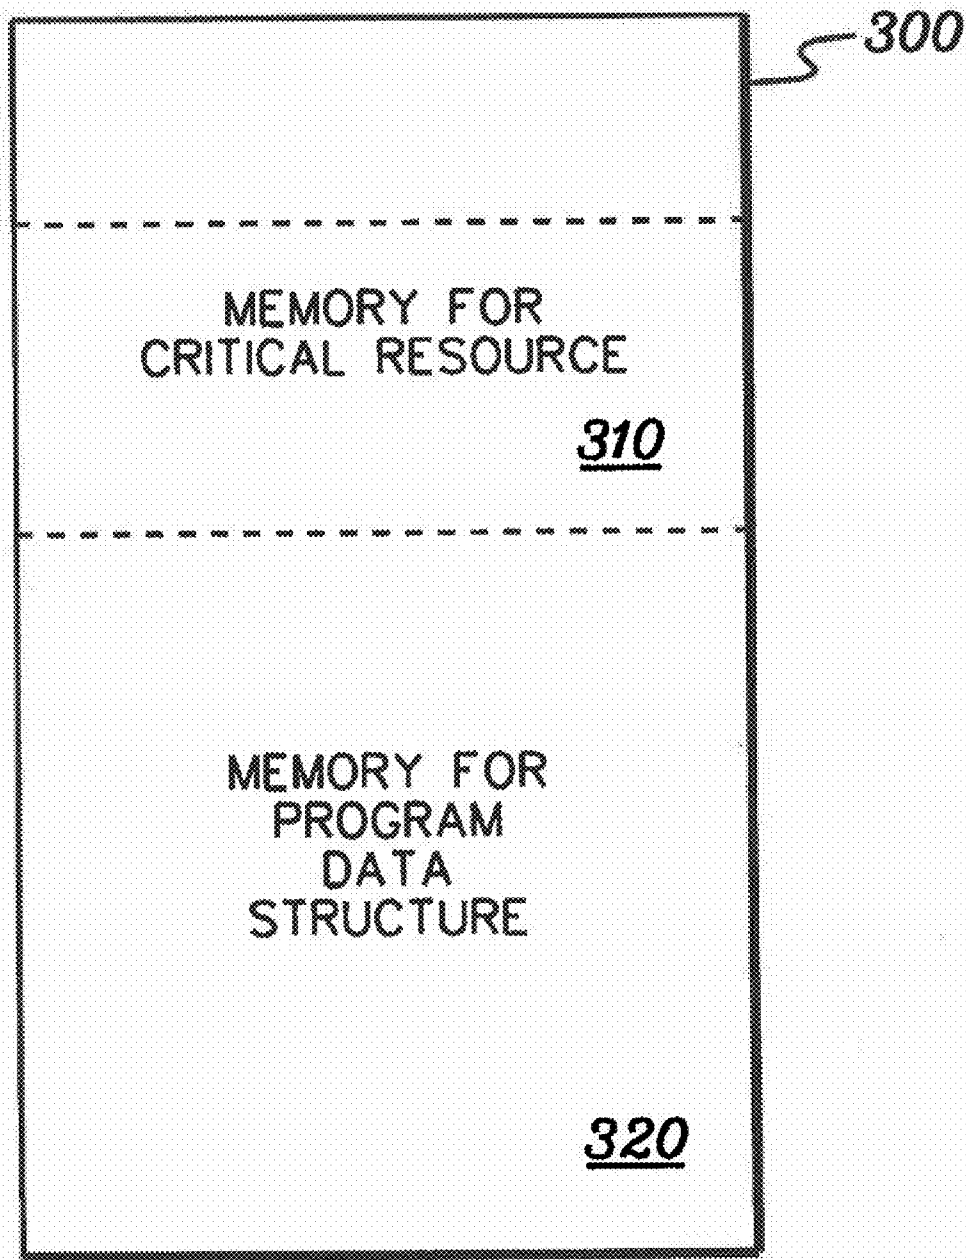 300
MEMORY FOR
CRITICAL RESOURCE
310
MEMORY FOR
PROGRAM
DATA
STRUCTURE
320